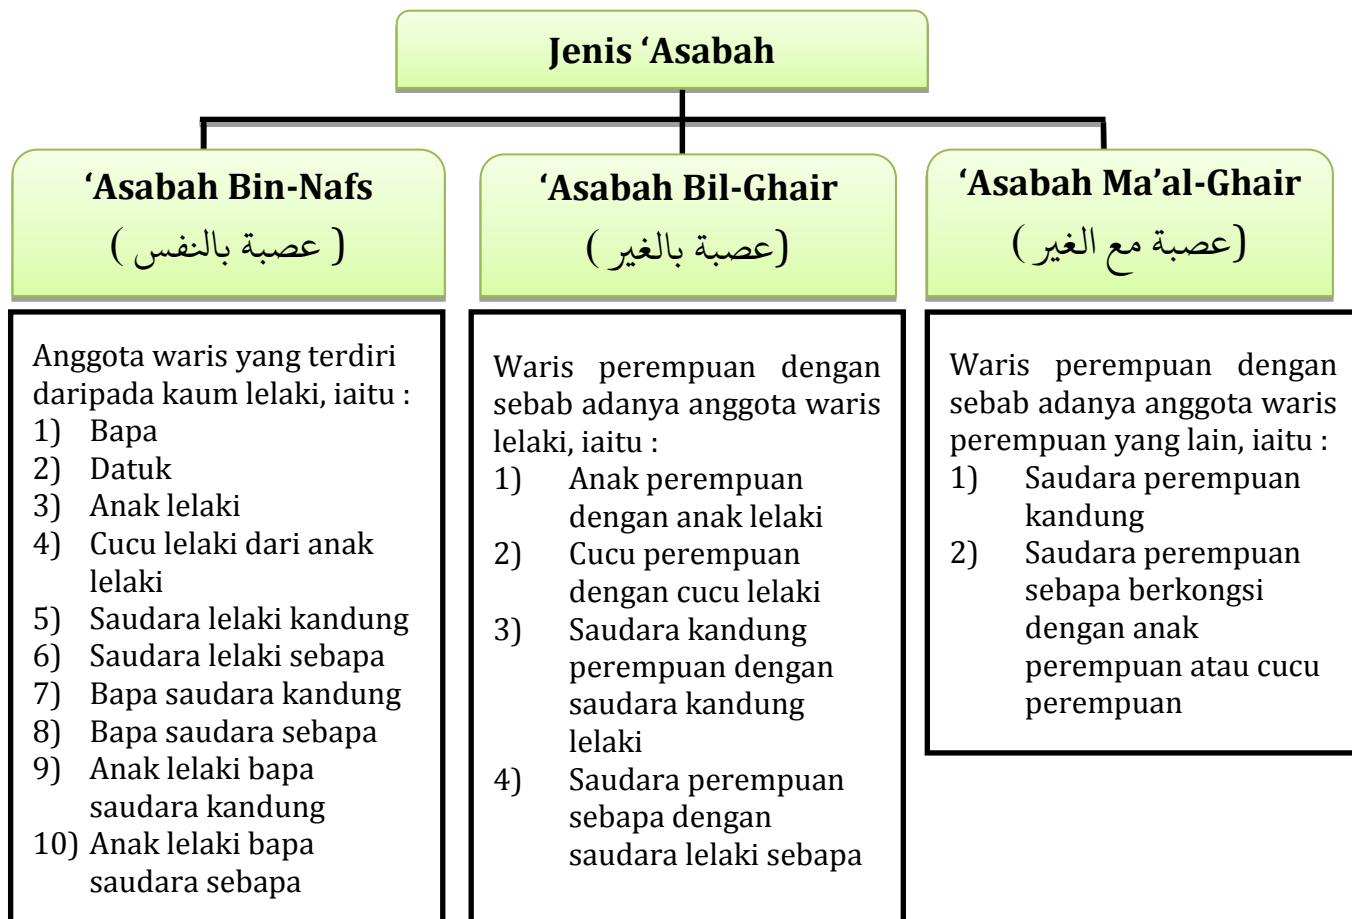 Jenis ‘Asabah
‘Asabah Bin-Nafs
( عصبة بالنفس )
‘Asabah Bil-Ghair
(عصبة بالغير )
‘Asabah Ma’al-Ghair
(عصبة مع الغير )
Anggota waris yang terdiri
daripada kaum lelaki, iaitu :
1) Bapa
2) Datuk
3) Anak lelaki
4) Cucu lelaki dari anak
lelaki
5) Saudara lelaki kandung
6) Saudara lelaki sebapa
7) Bapa saudara kandung
8) Bapa saudara sebapa
9) Anak lelaki bapa
saudara kandung
10) Anak lelaki bapa
saudara sebapa
Waris perempuan dengan
sebab adanya anggota waris
lelaki, iaitu :
1) Anak perempuan
dengan anak lelaki
2) Cucu perempuan
dengan cucu lelaki
3) Saudara kandung
perempuan dengan
saudara kandung
lelaki
4) Saudara perempuan
sebapa dengan
saudara lelaki sebapa
Waris perempuan dengan
sebab adanya anggota waris
perempuan yang lain, iaitu :
1) Saudara perempuan
kandung
2) Saudara perempuan
sebapa berkongsi
dengan anak
perempuan atau cucu
perempuan